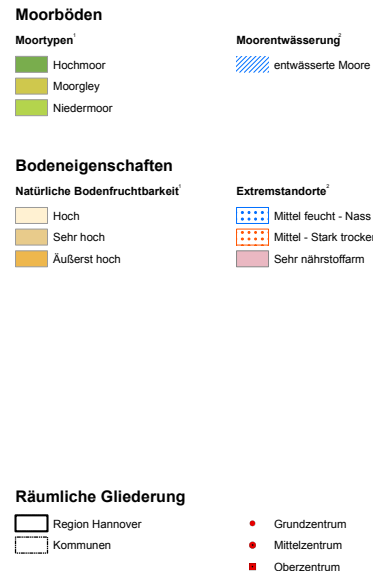 Moorböden
Moortypen¹
Hochmoor
Moorgley
Niedermoor
Moorentwässerung²
entwässerte Moore
Bodeneigenschaften
Natürliche Bodenfruchtbarkeit¹
Hoch
Sehr hoch
Äußerst hoch
Extremstandorte²
Mittel feucht - Nass
Mittel - Stark trocken
Sehr nährstoffarm
Räumliche Gliederung
Region Hannover
Kommunen
Grundzentrum
Mittelzentrum
Oberzentrum